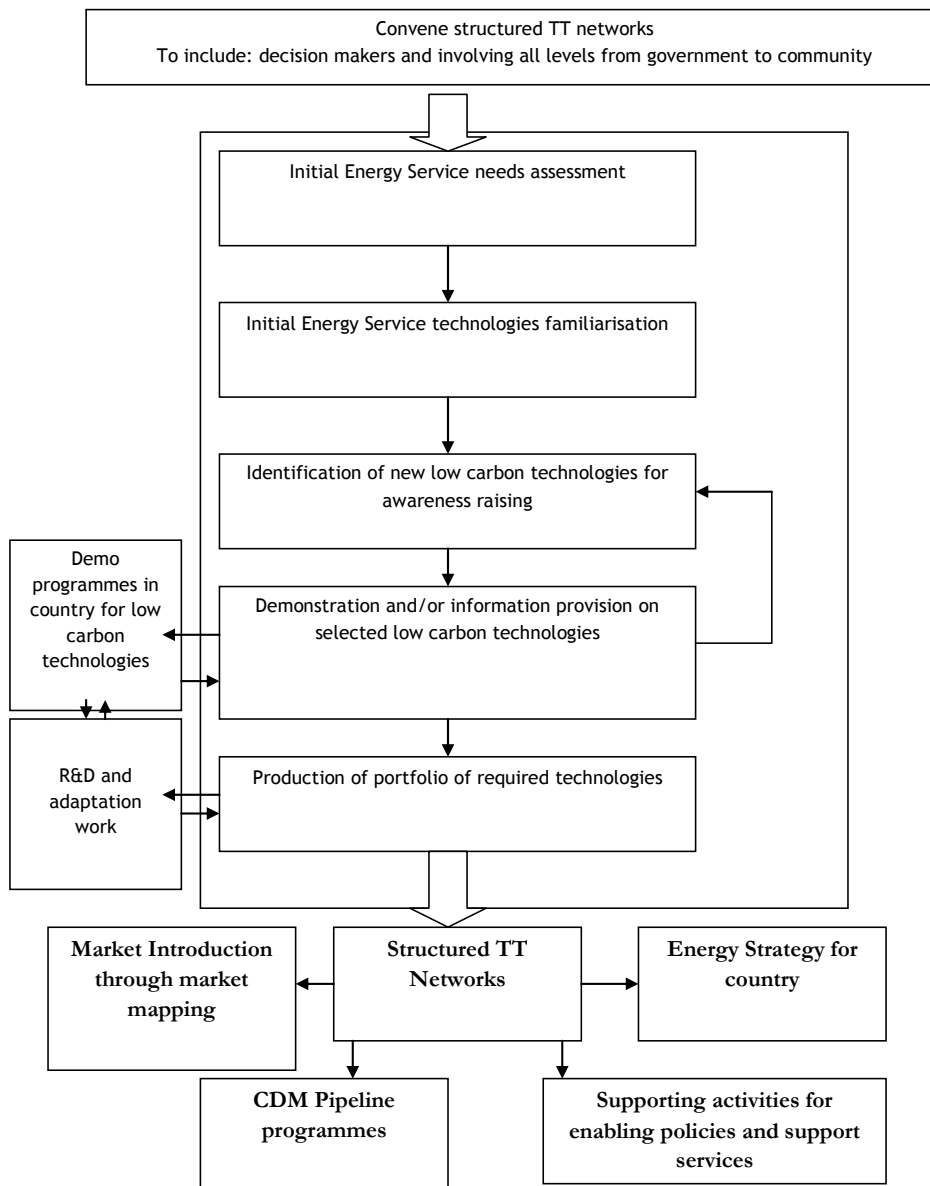 Convene structured TT networks
To include: decision makers and involving all levels from government to community
Initial Energy Service needs assessment
Initial Energy Service technologies familiarisation
Identification of new low carbon technologies for
awareness raising
Demo
programmes in
country for low
carbon
technologies
Demonstration and/or information provision on
selected low carbon technologies
R&D and
adaptation
work
Production of portfolio of required technologies
Market Introduction
through market
mapping
Structured TT
Networks
Energy Strategy for
country
CDM Pipeline
programmes
Supporting activities for
enabling policies and support
services